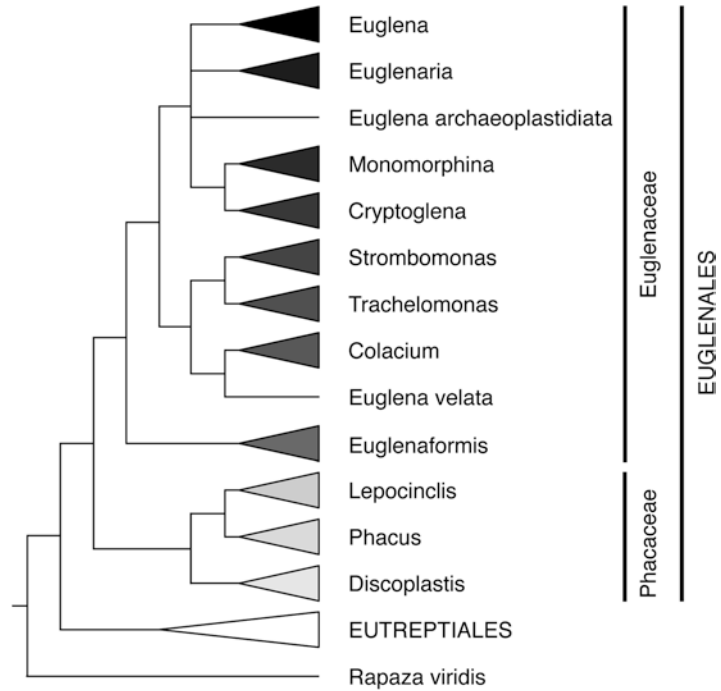 Euglena
Euglenaria
Euglena archaeoplastidiata
Monomorphina
Cryptoglena
Strombomonas
Trachelomonas
Colacium
Euglena velata
Euglenaformis
Lepocinclis
Phacus
Discoplastis
EUTREPTIALES
Rapaza viridis
Euglenaceae
Phacaceae
EUGLENALES